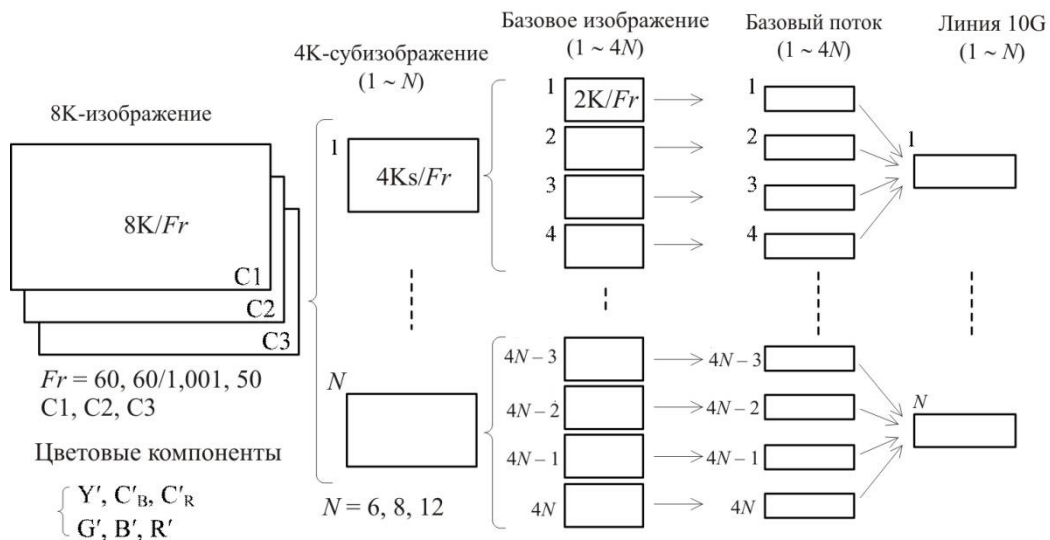 8K-изображение
8K/Fr
C1
C2
C3
Fr = 60, 60/1,001, 50
C1, C2, C3
Цветовые компоненты
Y′, C′B, C′R
G′, B′, R′
4K-субизображение
(1 ~ N)
1
4Ks/Fr
N
N = 6, 8, 12
Базовое изображение
(1 ~ 4N)
1
2K/Fr
2
3
4
4N – 3
4N – 2
4N – 1
4N
Базовый поток
(1 ~ 4N)
1
2
3
4
4N – 3
4N – 2
4N – 1
4N
Линия 10G
(1 ~ N)
1
N